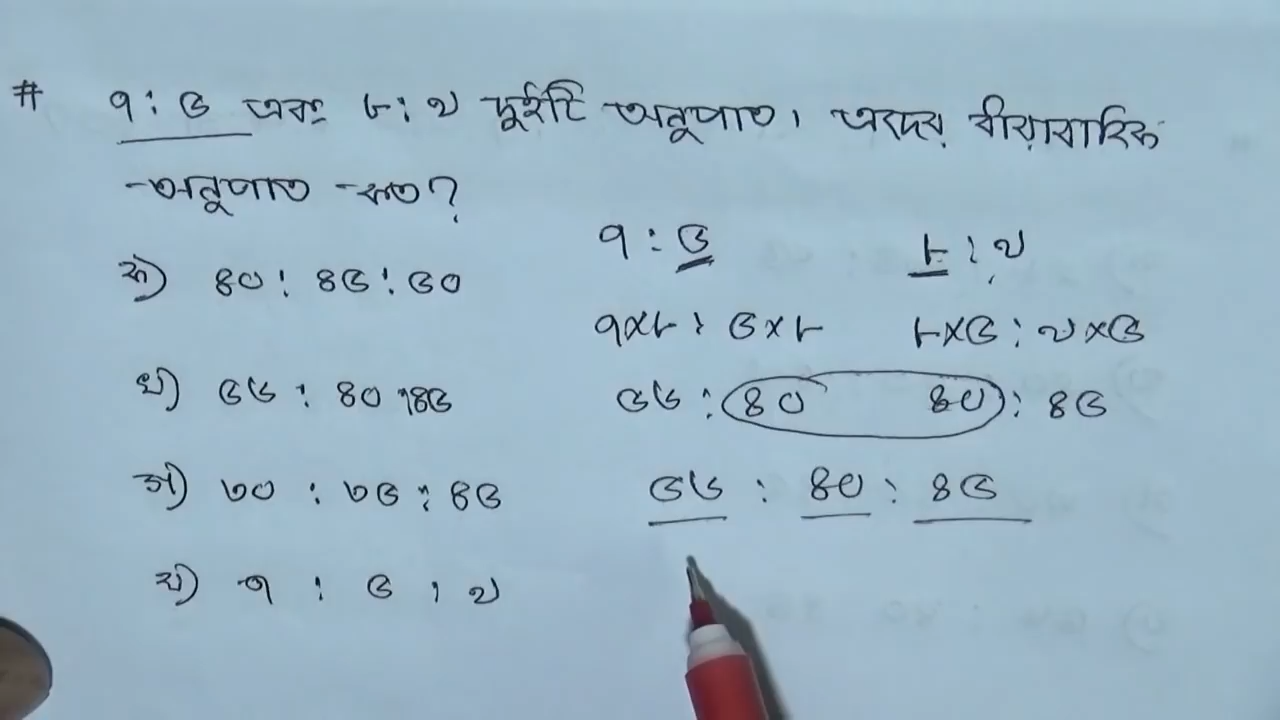 # ৭ : ৫ এবং ৮ : ৯ দুইটি অনুপাত। এদের ধারাবাহিক
অনুপাত কত?
ক) ৪০ : ৪৫ : ৫০
খ) ৫৬ : ৪০ : ৪৫
গ) ৩০ : ৩৫ : ৪৫
ঘ) ৭ : ৫ : ৯
৭ : ৫ ৮ : ৯
৭×৮ : ৫×৮ ৮×৫ : ৯×৫
৫৬ : ৪০ ৪০ : ৪৫
৫৬ : ৪০ : ৪৫